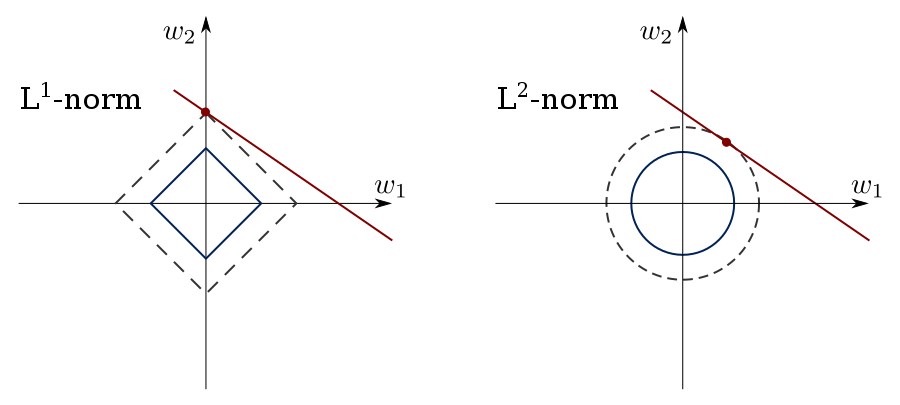 w₂
L¹-norm
w₁
w₂
L²-norm
w₁